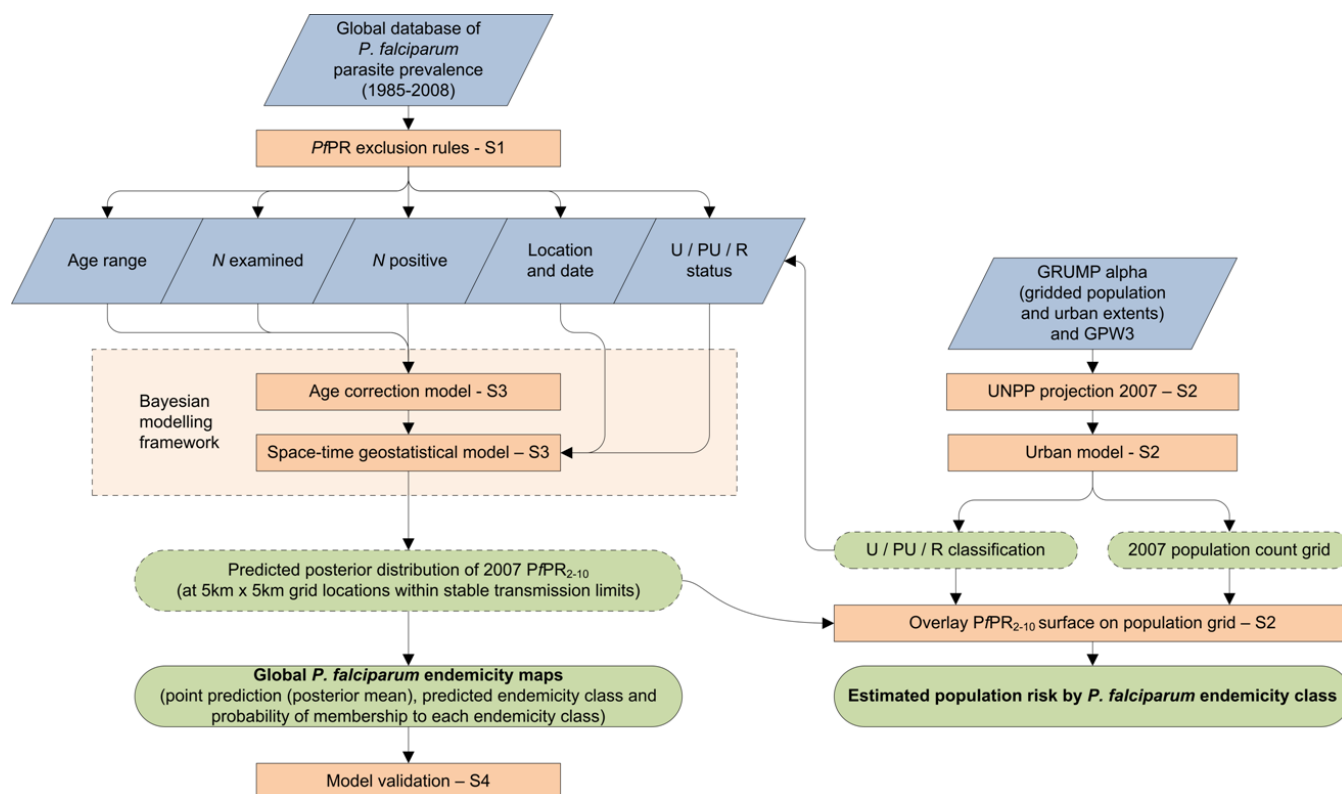 Global database of
P. falciparum
parasite prevalence
(1985-2008)
PfPR exclusion rules - S1
Age range
N examined
N positive
Location
and date
U / PU / R
status
GRUMP alpha
(gridded population
and urban extents)
and GPW3
Bayesian
modelling
framework
Age correction model - S3
Space-time geostatistical model – S3
UNPP projection 2007 – S2
Urban model - S2
U / PU / R classification
2007 population count grid
Predicted posterior distribution of 2007 PfPR2-10
(at 5km x 5km grid locations within stable transmission limits)
Overlay PfPR2-10 surface on population grid – S2
Global P. falciparum endemicity maps
(point prediction (posterior mean), predicted endemicity class and
probability of membership to each endemicity class)
Estimated population risk by P. falciparum endemicity class
Model validation – S4